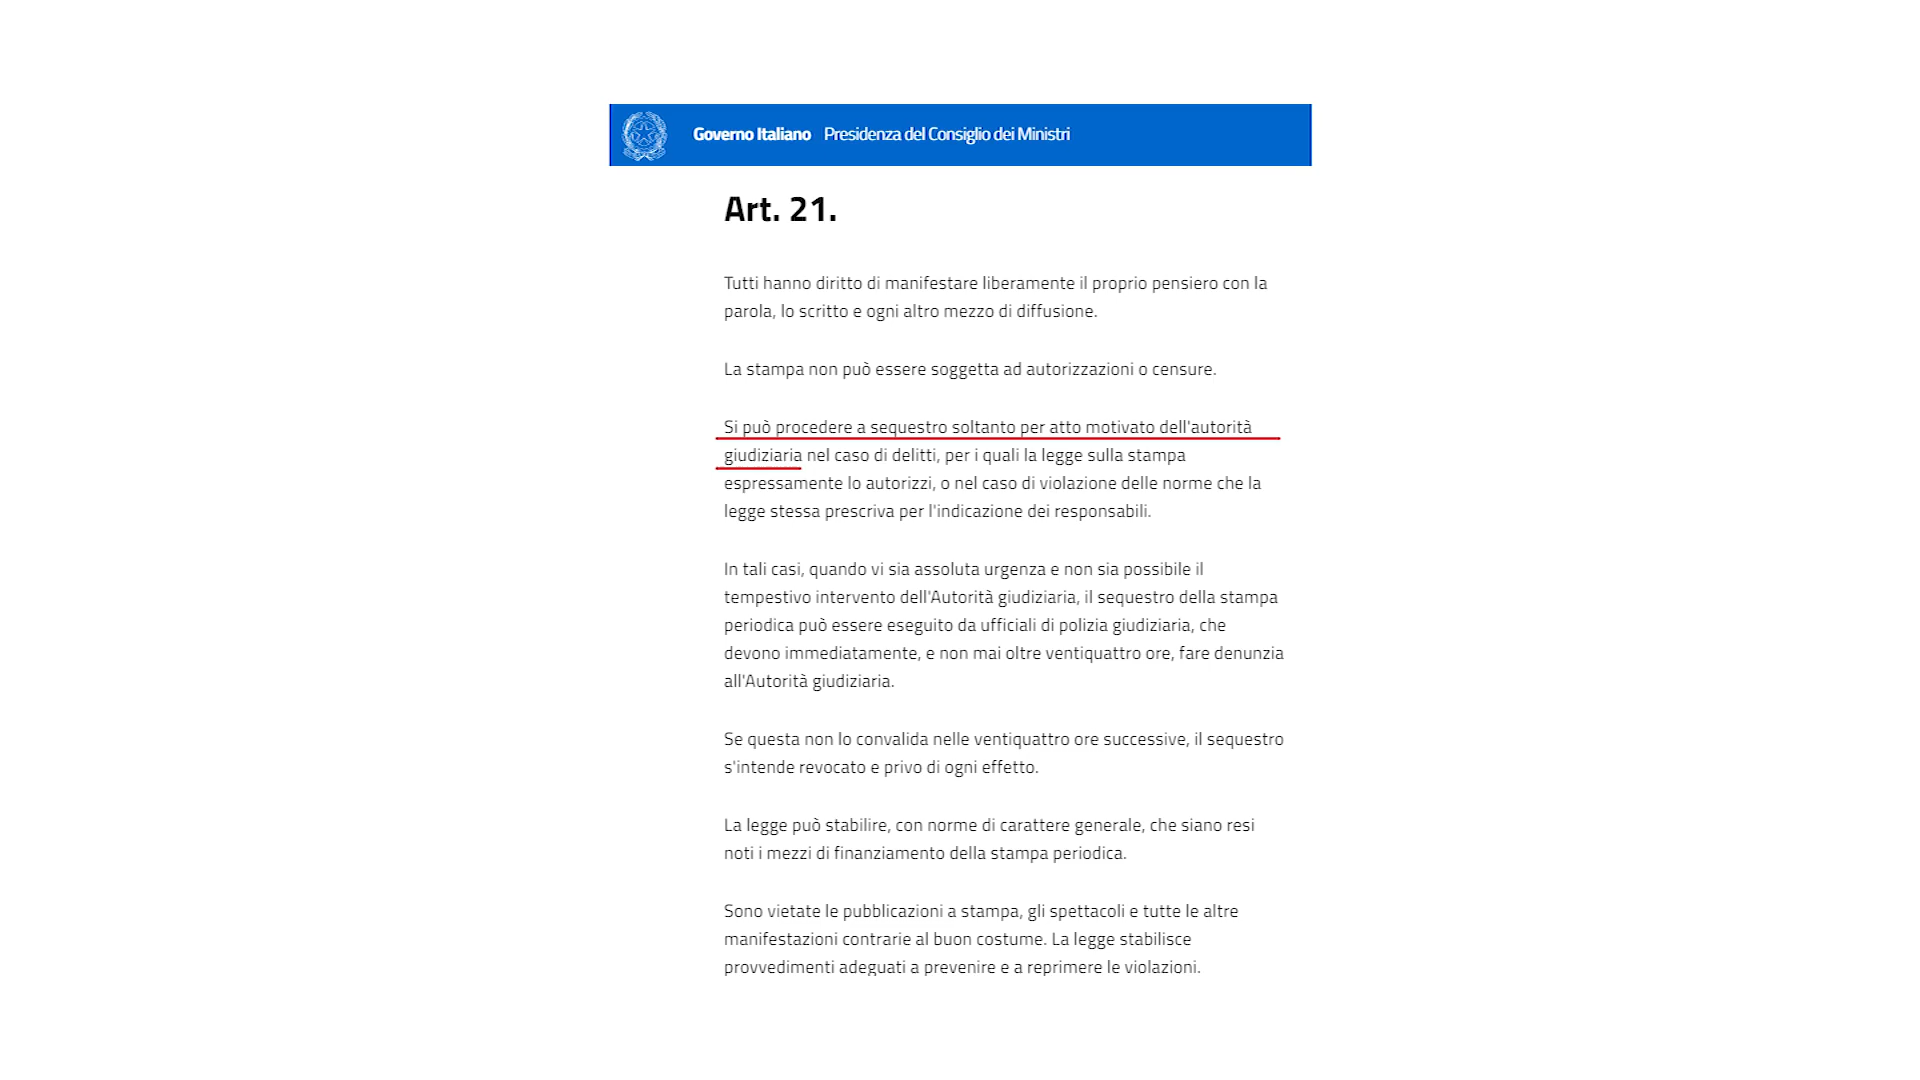 Governo Italiano Presidenza del Consiglio dei Ministri
Art. 21.
Tutti hanno diritto di manifestare liberamente il proprio pensiero con la
parola, lo scritto e ogni altro mezzo di diffusione.
La stampa non può essere soggetta ad autorizzazioni o censure.
Si può procedere a sequestro soltanto per atto motivato dell'autorità
giudiziaria nel caso di delitti, per i quali la legge sulla stampa
espressamente lo autorizzi, o nel caso di violazione delle norme che la
legge stessa prescriva per l'indicazione dei responsabili.
In tali casi, quando vi sia assoluta urgenza e non sia possibile il
tempestivo intervento dell'Autorità giudiziaria, il sequestro della stampa
periodica può essere eseguito da ufficiali di polizia giudiziaria, che
devono immediatamente, e non mai oltre ventiquattro ore, fare denunzia
all'Autorità giudiziaria.
Se questa non lo convalida nelle ventiquattro ore successive, il sequestro
s'intende revocato e privo di ogni effetto.
La legge può stabilire, con norme di carattere generale, che siano resi
noti i mezzi di finanziamento della stampa periodica.
Sono vietate le pubblicazioni a stampa, gli spettacoli e tutte le altre
manifestazioni contrarie al buon costume. La legge stabilisce
provvedimenti adeguati a prevenire e a reprimere le violazioni.